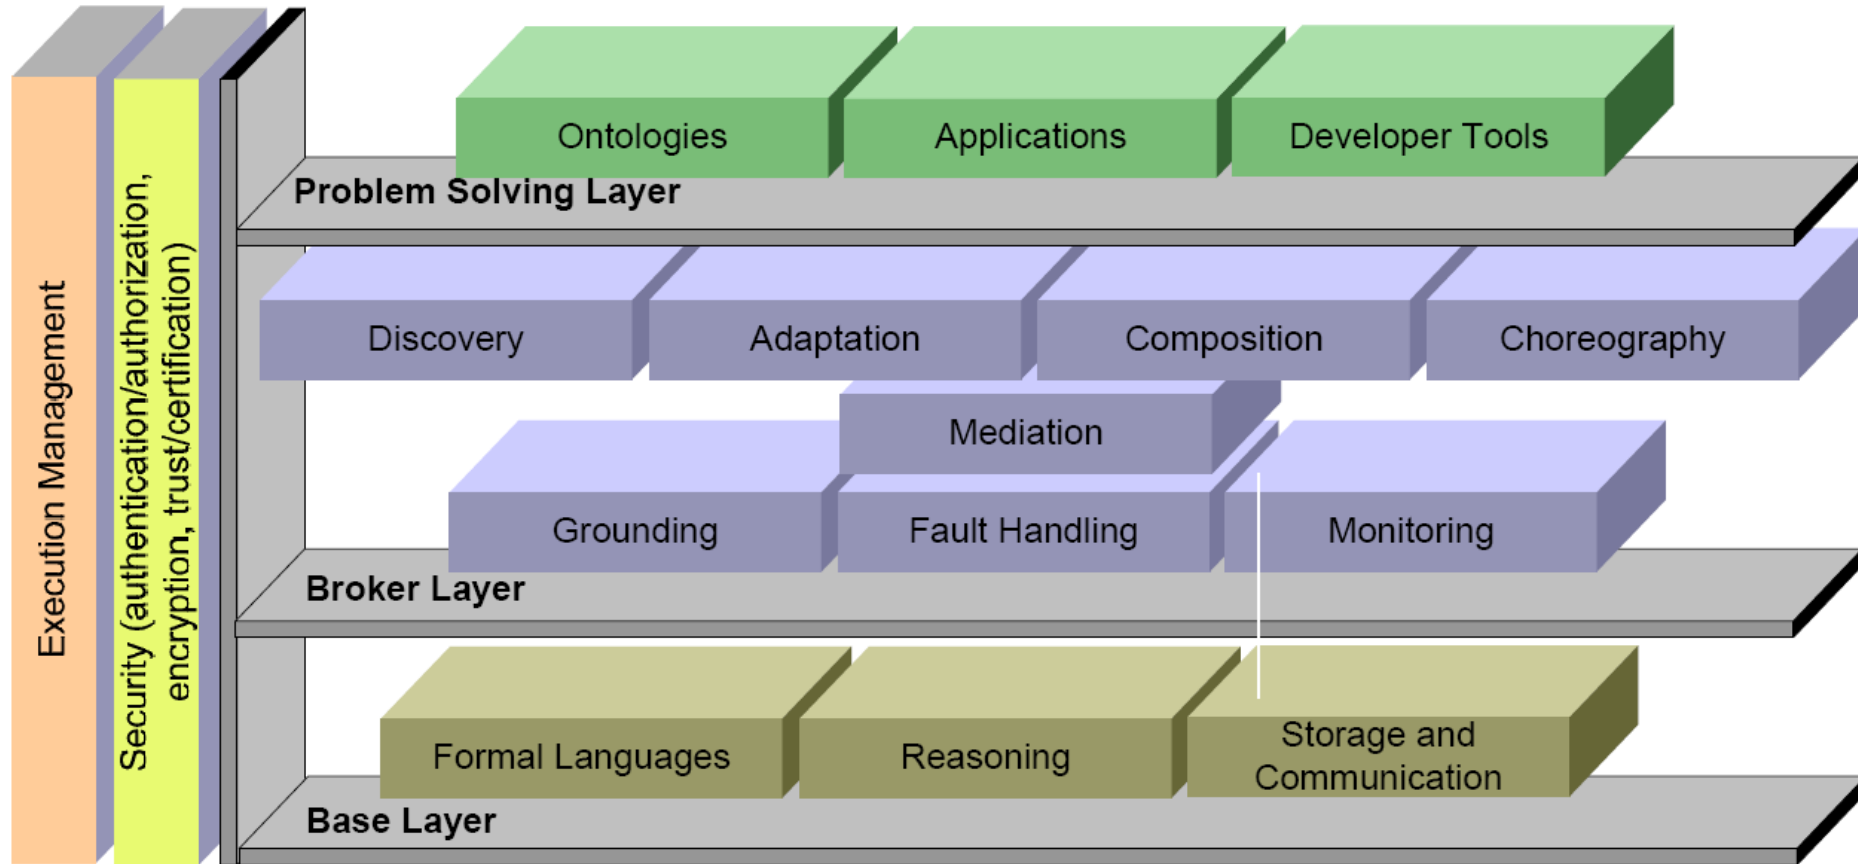 Execution Management
Security (authentication/authorization,
encryption, trust/certification)
Ontologies
Applications
Developer Tools
Problem Solving Layer
Discovery
Adaptation
Composition
Choreography
Mediation
Grounding
Fault Handling
Monitoring
Broker Layer
Formal Languages
Reasoning
Storage and
Communication
Base Layer